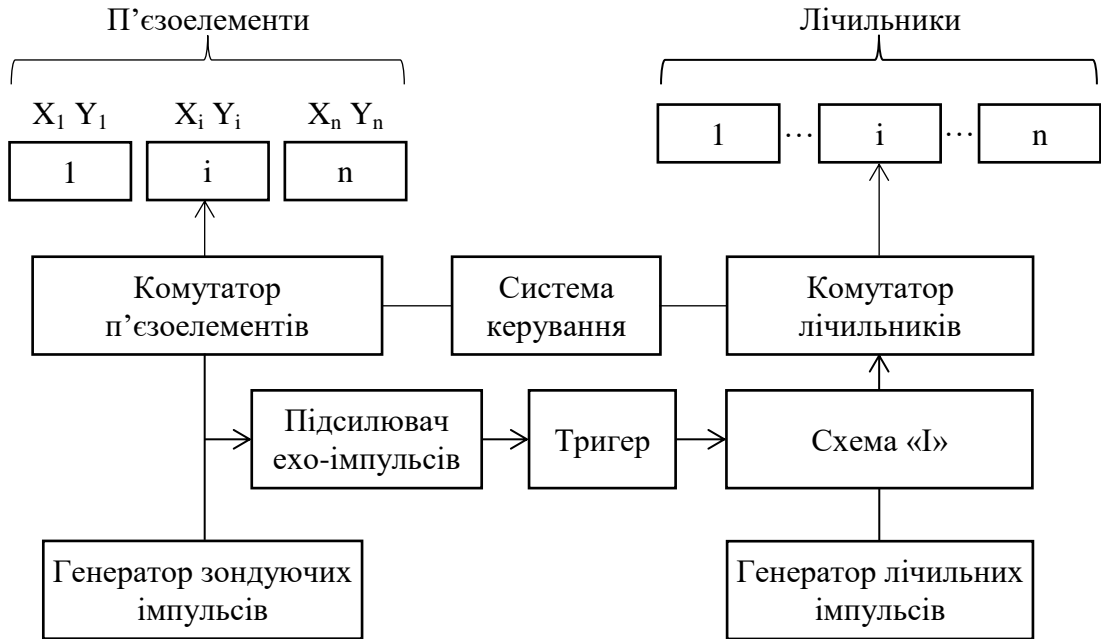 П’єзоелементи
Лічильники
X1 Y1
Xi Yi
Xn Yn
1
i
n
1
...
i
...
n
Комутатор
п’єзоелементів
Система
керування
Комутатор
лічильників
Підсилювач
ехо-імпульсів
Тригер
Схема «І»
Генератор зондуючих
імпульсів
Генератор лічильних
імпульсів